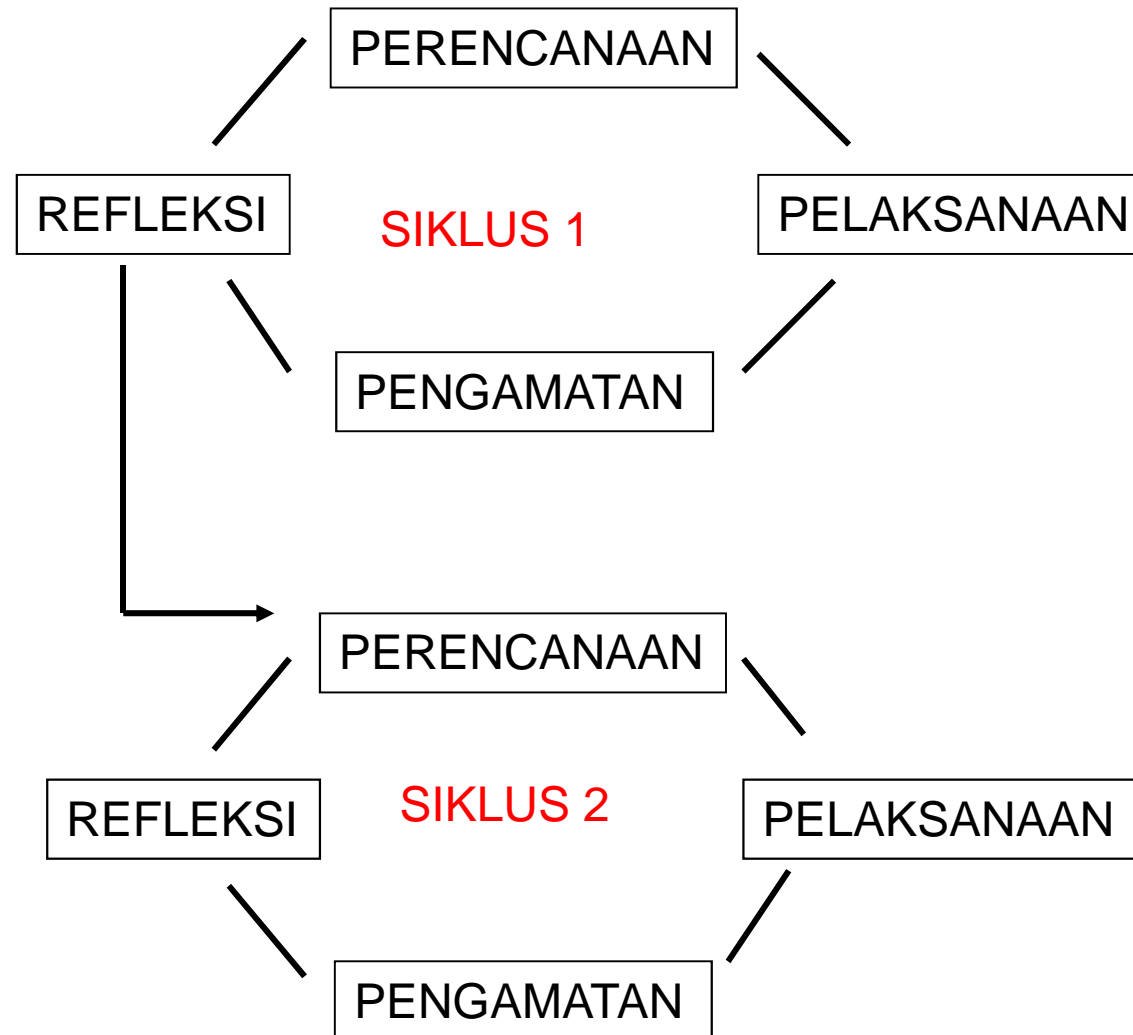 PERENCANAAN
REFLEKSI
SIKLUS 1
PELAKSANAAN
PENGAMATAN
PERENCANAAN
REFLEKSI
SIKLUS 2
PELAKSANAAN
PENGAMATAN